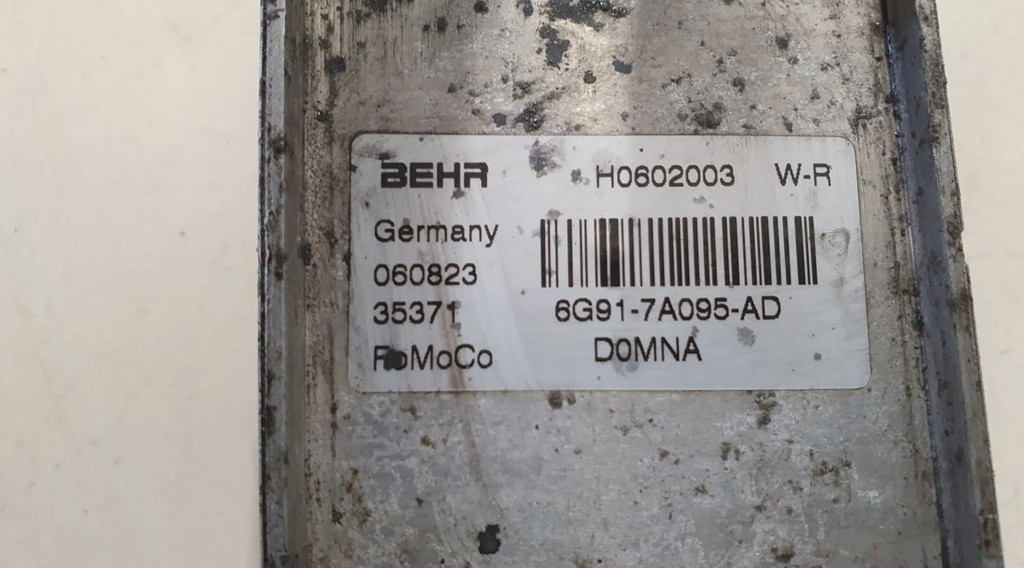 BEHR H0602003 W-R
Germany
060823
35371 6G91-7A095-AD
FoMoCo D0MNA